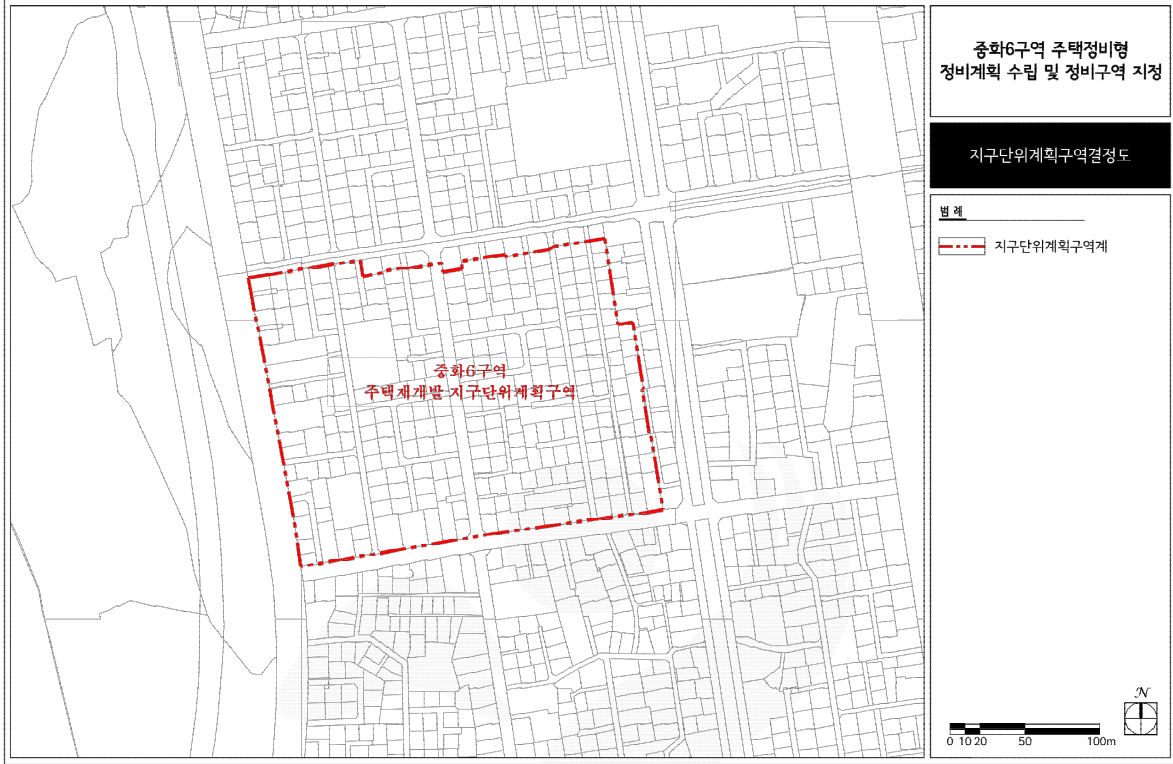 중화6구역 주택정비형
정비계획 수립 및 정비구역 지정
지구단위계획구역결정도
범 례
지구단위계획구역계
중화6구역
주택재개발 지구단위계획구역
N
0 10 20 50 100m